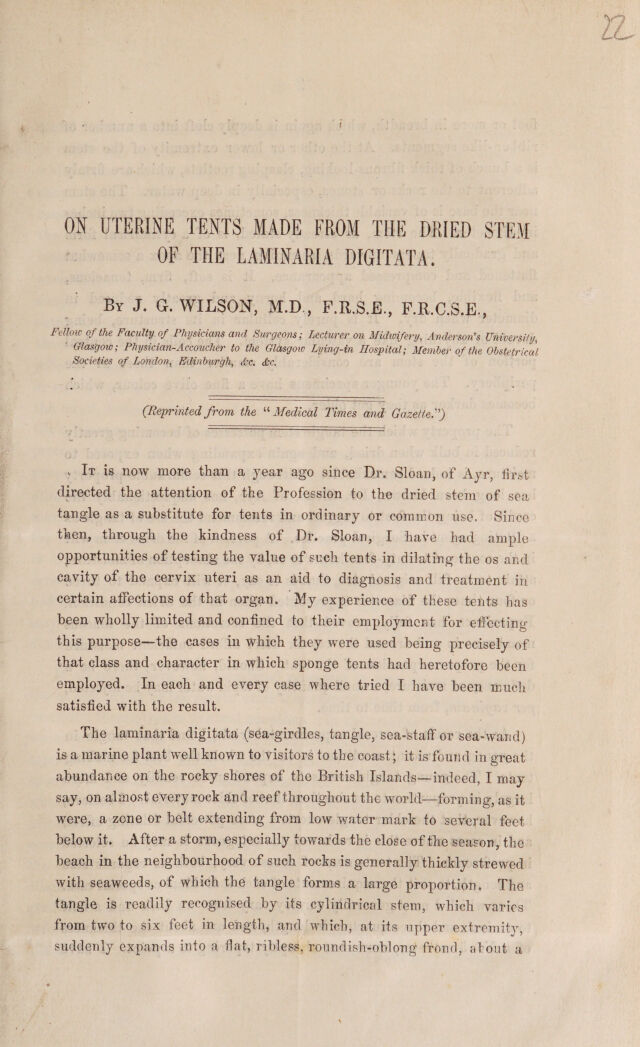 22
ON UTERINE TENTS MADE FROM THE DRIED STEM
OF THE LAMINARIA DIGITATA.
BY J. G. WILSON, M.D., F.R.S.E., F.R.C.S.E.,
Fellow of the Faculty of Physicians and Surgeons; Lecturer on Midwifery, Anderson's University,
Glasgow; Physician-Accoucher to the Glasgow Lying-in Hospital; Member of the Obstetrical
Societies of London, Edinburgh, &c. &c.
(Reprinted from the "Medical Times and Gazette.")
IT is now more than a year ago since Dr. Sloan, of Ayr, first
directed the attention of the Profession to the dried stem of sea
tangle as a substitute for tents in ordinary or common use. Since
then, through the kindness of Dr. Sloan, I have had ample
opportunities of testing the value of such tents in dilating the os and
cavity of the cervix uteri as an aid to diagnosis and treatment in
certain affections of that organ. My experience of these tents has
been wholly limited and confined to their employment for effecting
this purpose—the cases in which they were used being precisely of
that class and character in which sponge tents had heretofore been
employed. In each and every case where tried I have been much
satisfied with the result.
The laminaria digitata (sea-girdles, tangle, sea-staff or sea-wand)
is a marine plant well known to visitors to the coast; it is found in great
abundance on the rocky shores of the British Islands—indeed, I may
say, on almost every rock and reef throughout the world—forming, as it
were, a zone or belt extending from low water mark to several feet
below it. After a storm, especially towards the close of the season, the
beach in the neighbourhood of such rocks is generally thickly strewed
with seaweeds, of which the tangle forms a large proportion. The
tangle is readily recognised by its cylindrical stem, which varies
from two to six feet in length, and which, at its upper extremity,
suddenly expands into a flat, ribless, roundish-oblong frond, about a